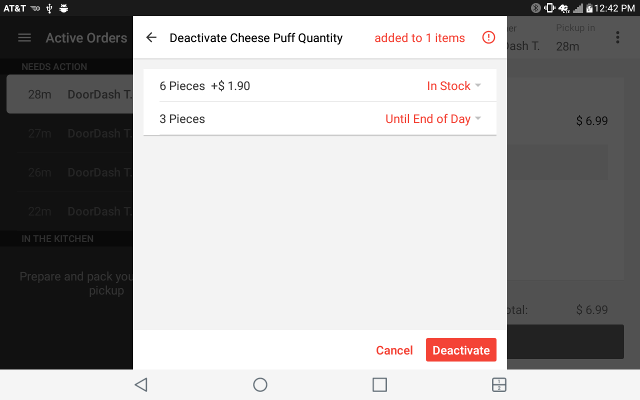 AT&T 12:42 PM
Active Orders
Deactivate Cheese Puff Quantity added to 1 items
Pickup in
Dash T. 28m
NEEDS ACTION
28m DoorDash T.
6 Pieces +$ 1.90 In Stock
3 Pieces Until End of Day
$ 6.99
27m DoorDash T.
26m DoorDash T.
22m DoorDash T.
IN THE KITCHEN
Prepare and pack you
pickup
otal: $ 6.99
Cancel Deactivate